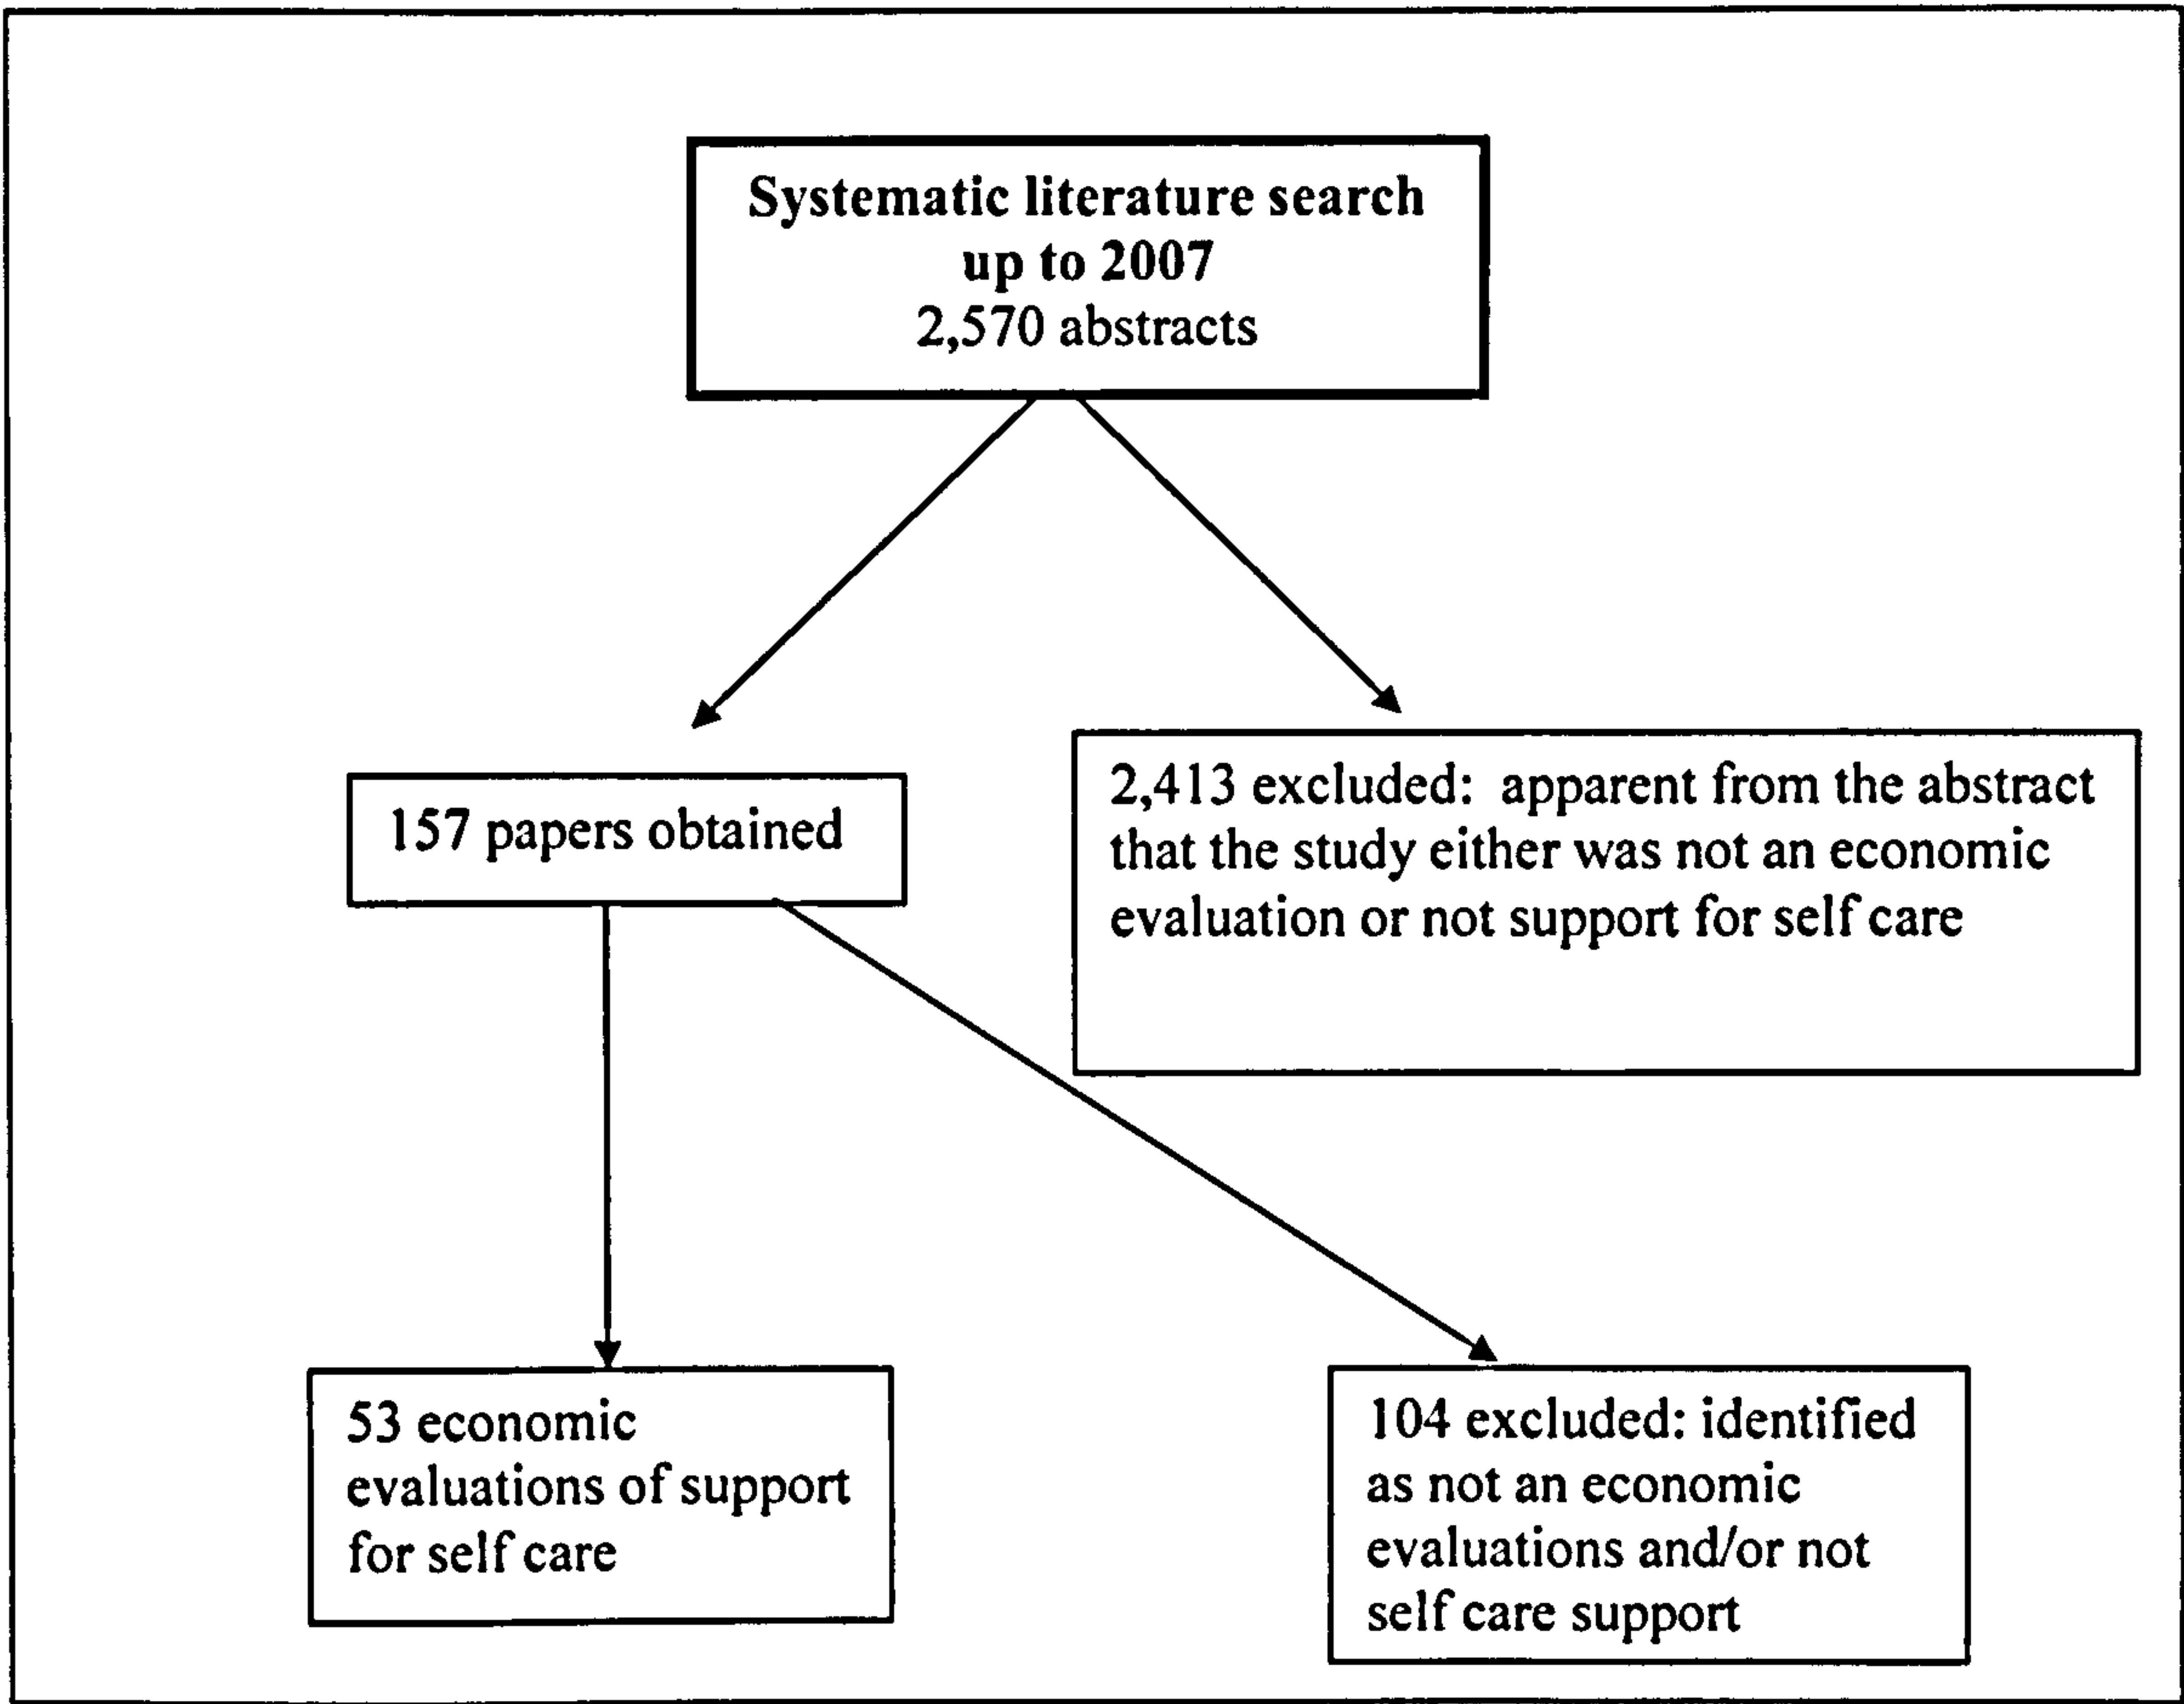 Systematic literature search
up to 2007
2,570 abstracts
157 papers obtained
2,413 excluded: apparent from the abstract
that the study either was not an economic
evaluation or not support for self care
53 economic
evaluations of support
for self care
104 excluded: identified
as not an economic
evaluations and/or not
self care support